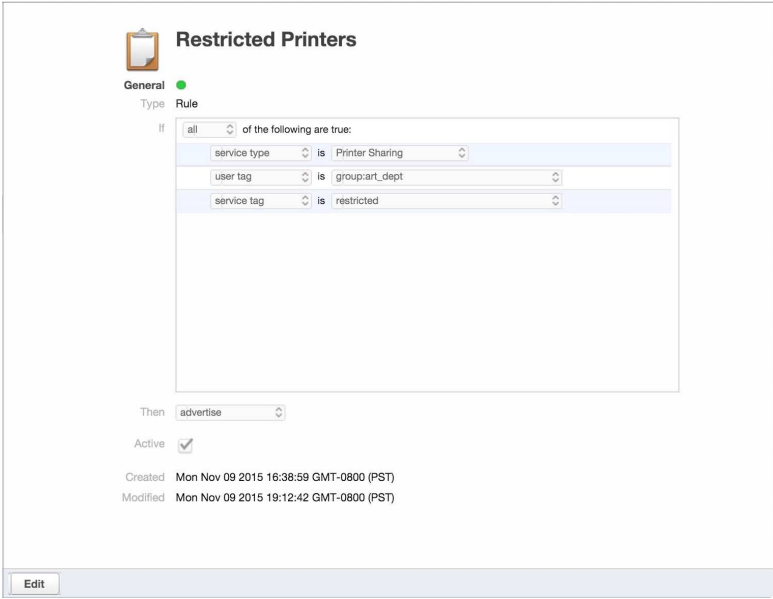 Restricted Printers
General
Type Rule
If all of the following are true:
service type is Printer Sharing
user tag is group:art_dept
service tag is restricted
Then advertise
Active
Created Mon Nov 09 2015 16:38:59 GMT-0800 (PST)
Modified Mon Nov 09 2015 19:12:42 GMT-0800 (PST)
Edit